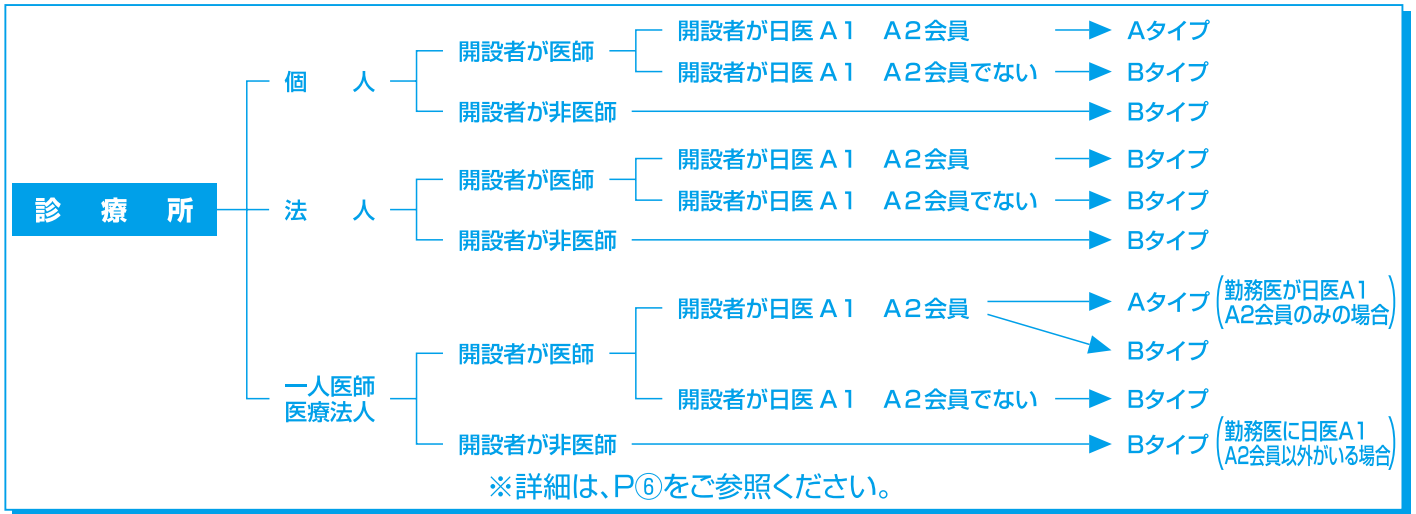 診療所
個人
開設者が医師
開設者が日医A1 A2会員
Aタイプ
開設者が日医A1 A2会員でない
Bタイプ
開設者が非医師
Bタイプ
法人
開設者が医師
開設者が日医A1 A2会員
Bタイプ
開設者が日医A1 A2会員でない
Bタイプ
開設者が非医師
Bタイプ
一人医師
医療法人
開設者が医師
開設者が日医A1 A2会員
Aタイプ
(勤務医が日医A1
A2会員のみの場合)
Bタイプ
開設者が日医A1 A2会員でない
Bタイプ
開設者が非医師
Bタイプ
(勤務医に日医A1
A2会員以外がいる場合)
※詳細は、P⑥をご参照ください。